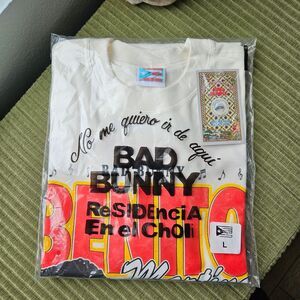 No me quiero ir de aquí
BAD
BUNNY
ReSIDEnciA
En el Choli
BENITO
L